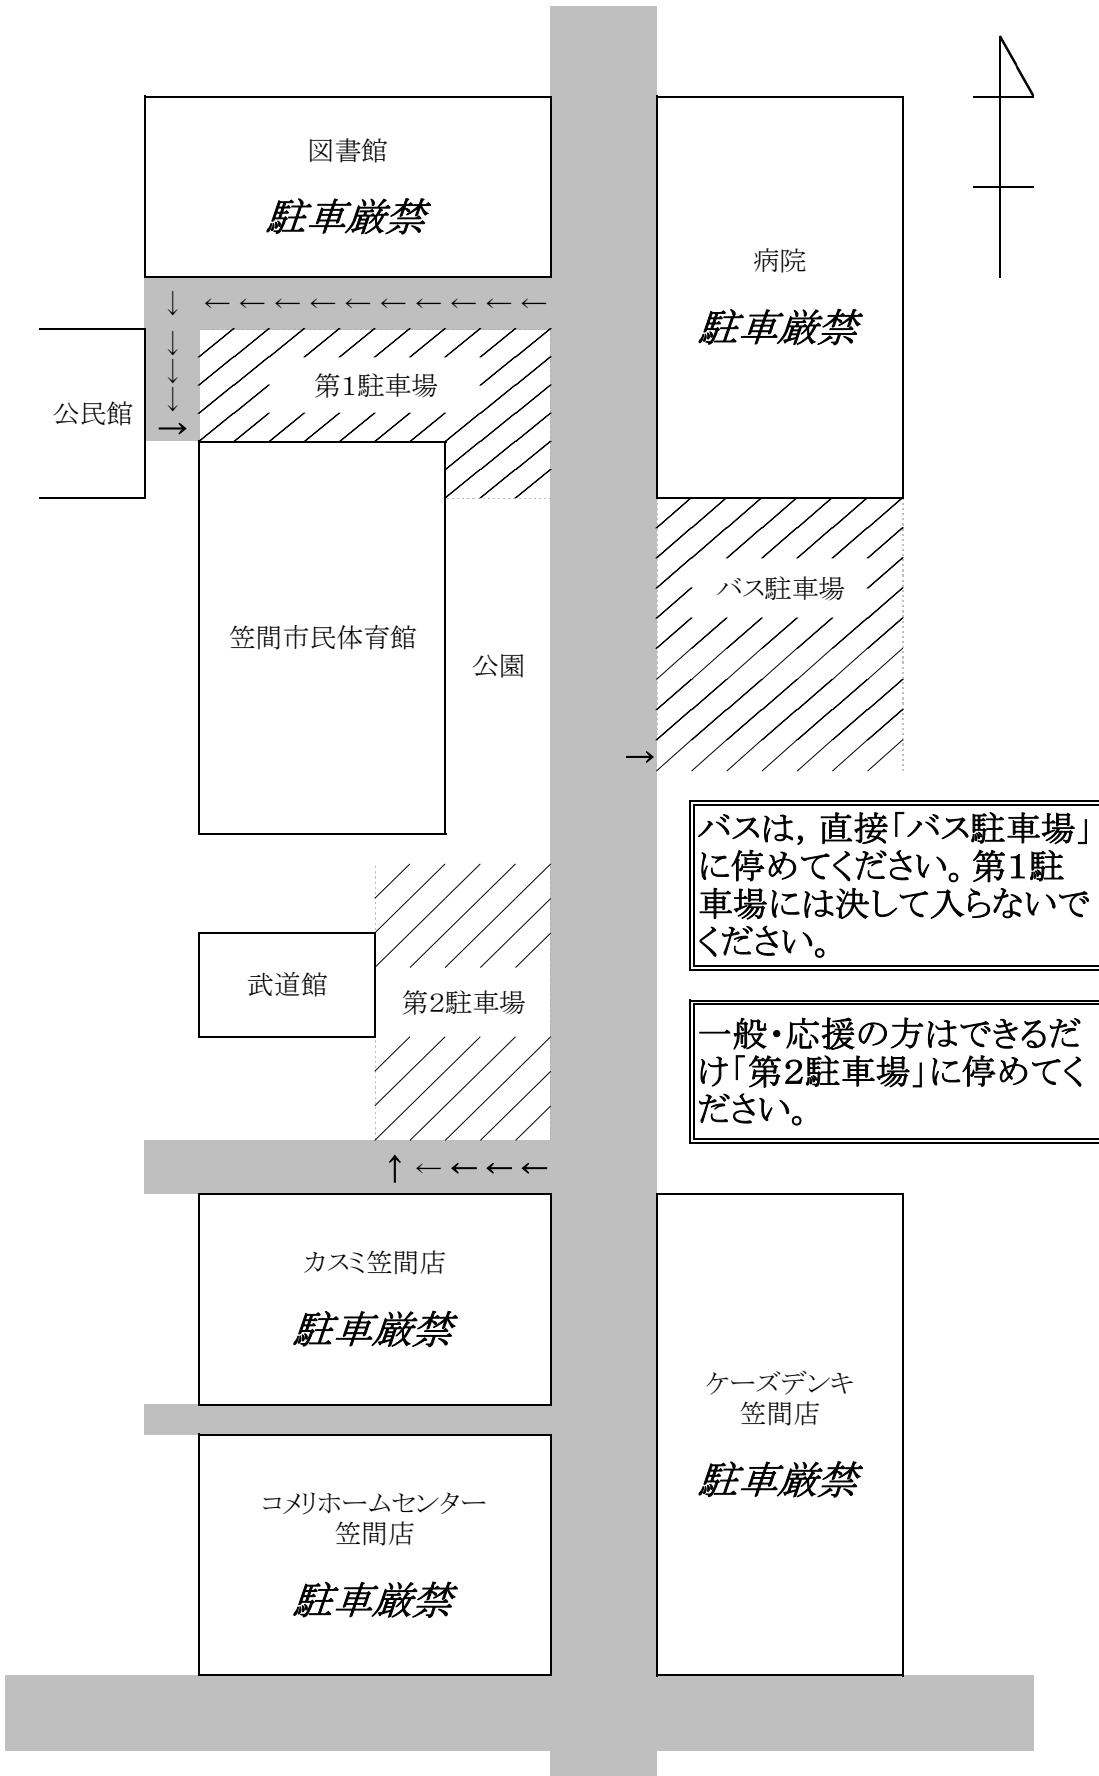 図書館
駐車厳禁
病院
駐車厳禁
↓ ←←←←←←←←←←
↓
↓
↓
→
第1駐車場
公民館
バス駐車場
笠間市民体育館
公園
→
バスは，直接「バス駐車場」
に停めてください。第1駐
車場には決して入らないで
ください。
武道館
第2駐車場
一般・応援の方はできるだ
け「第2駐車場」に停めてく
ださい。
↑←←←←
カスミ笠間店
駐車厳禁
ケーズデンキ
笠間店
駐車厳禁
コメリホームセンター
笠間店
駐車厳禁